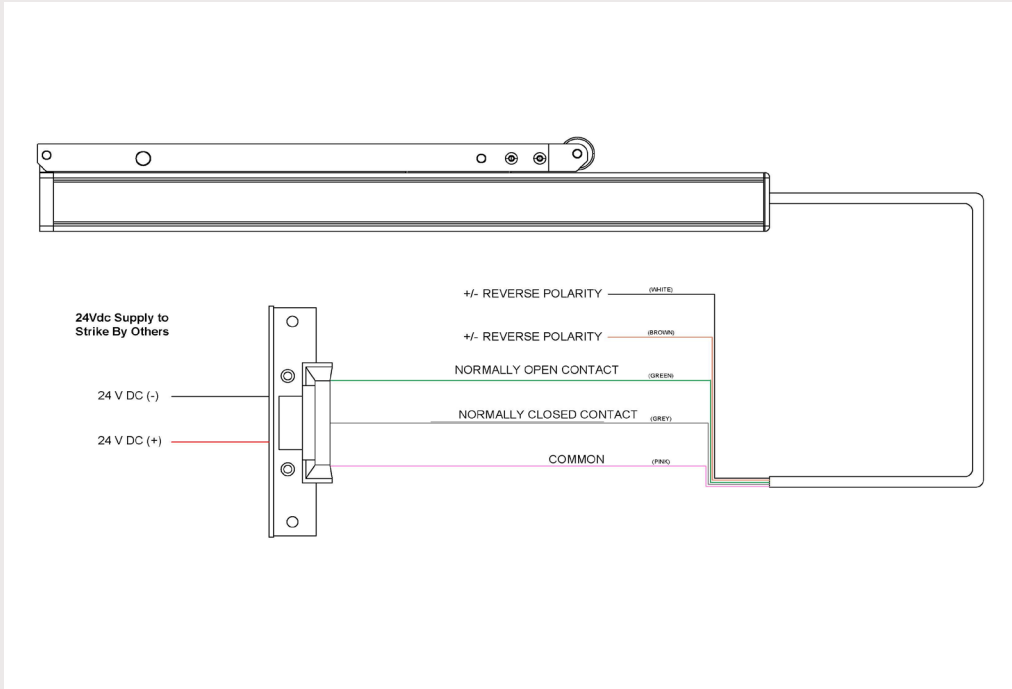 24Vdc Supply to
Strike By Others
24 V DC (-)
24 V DC (+)
+/- REVERSE POLARITY (WHITE)
+/- REVERSE POLARITY (BROWN)
NORMALLY OPEN CONTACT (GREEN)
NORMALLY CLOSED CONTACT (GREY)
COMMON (PINK)